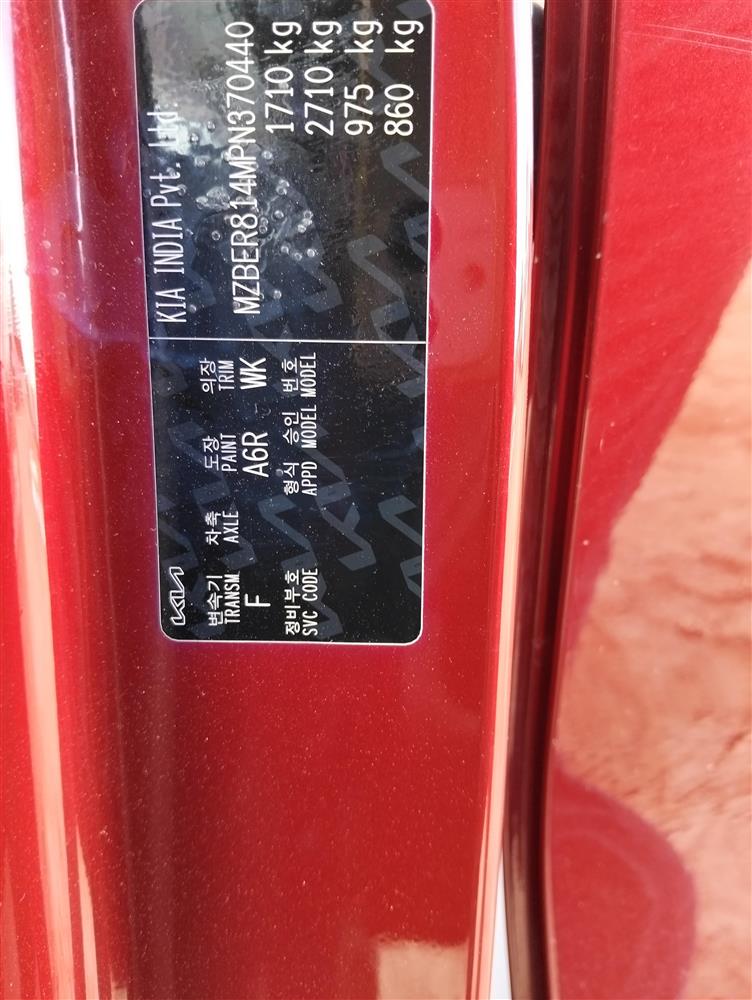 KIA
변속기 차축 도장 의장
TRANSM AXLE PAINT TRIM
F A6R WK
정비부호 형식 승인 번호
SVC CODE APPD MODEL MODEL
KIA INDIA Pvt. Ltd.
MZBER814MPN370440
1710 kg
2710 kg
975 kg
860 kg